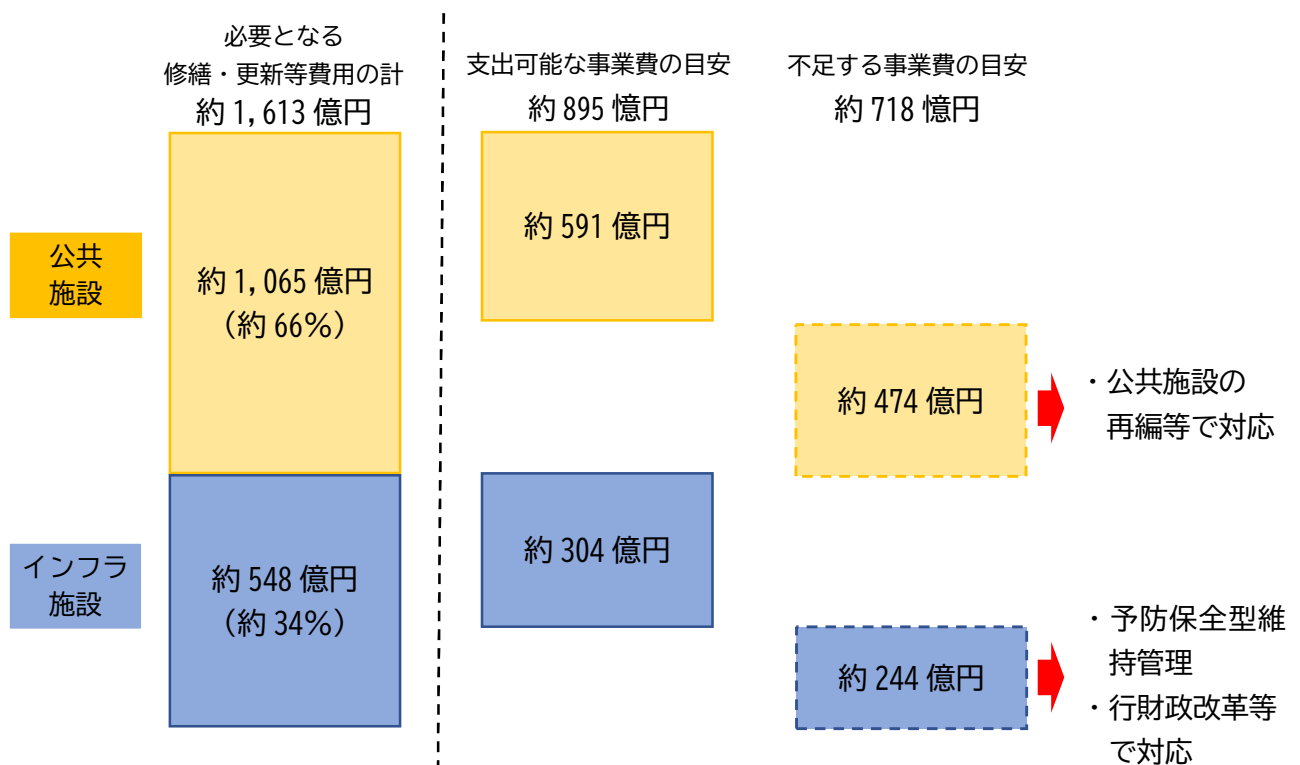 必要となる
修繕・更新等費用の計
約 1,613 億円
支出可能な事業費の目安
約 895 憶円
不足する事業費の目安
約 718 憶円
公共
施設
約 1,065 億円
（約 66％）
約 591 億円
約 474 億円
・公共施設の
再編等で対応
インフラ
施設
約 548 億円
（約 34％）
約 304 億円
約 244 億円
・予防保全型維
持管理
・行財政改革等
で対応